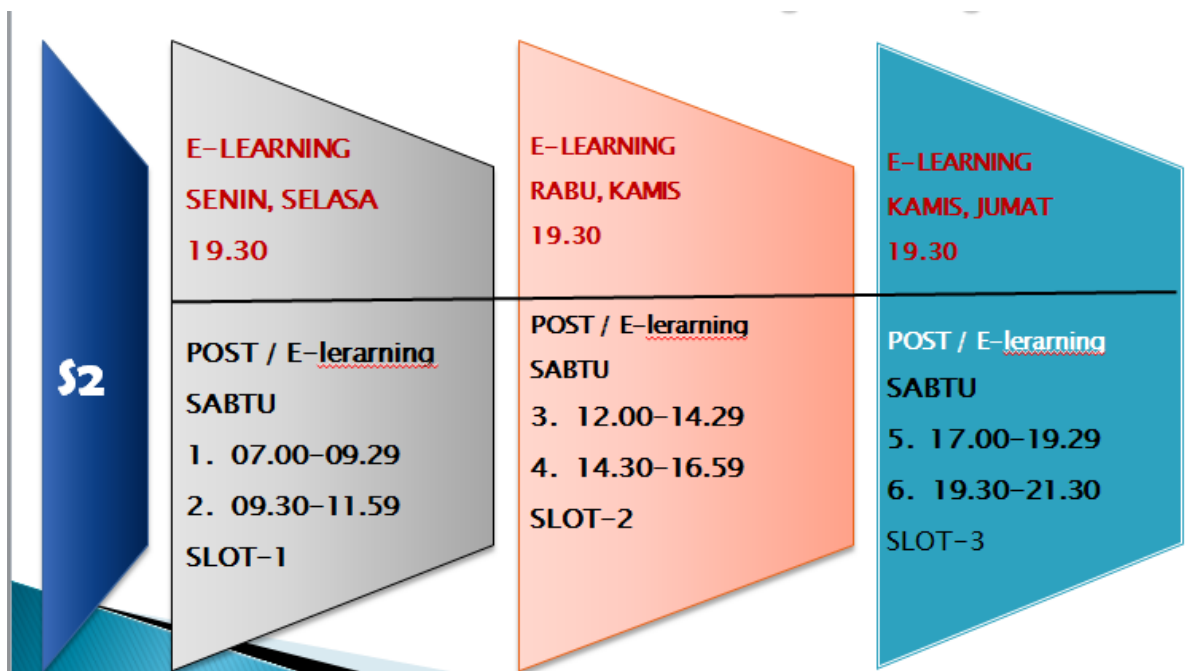 S2
E-LEARNING
SENIN, SELASA
19.30
POST / E-lerarning
SABTU
1. 07.00-09.29
2. 09.30-11.59
SLOT-1
E-LEARNING
RABU, KAMIS
19.30
POST / E-lerarning
SABTU
3. 12.00-14.29
4. 14.30-16.59
SLOT-2
E-LEARNING
KAMIS, JUMAT
19.30
POST / E-lerarning
SABTU
5. 17.00-19.29
6. 19.30-21.30
SLOT-3